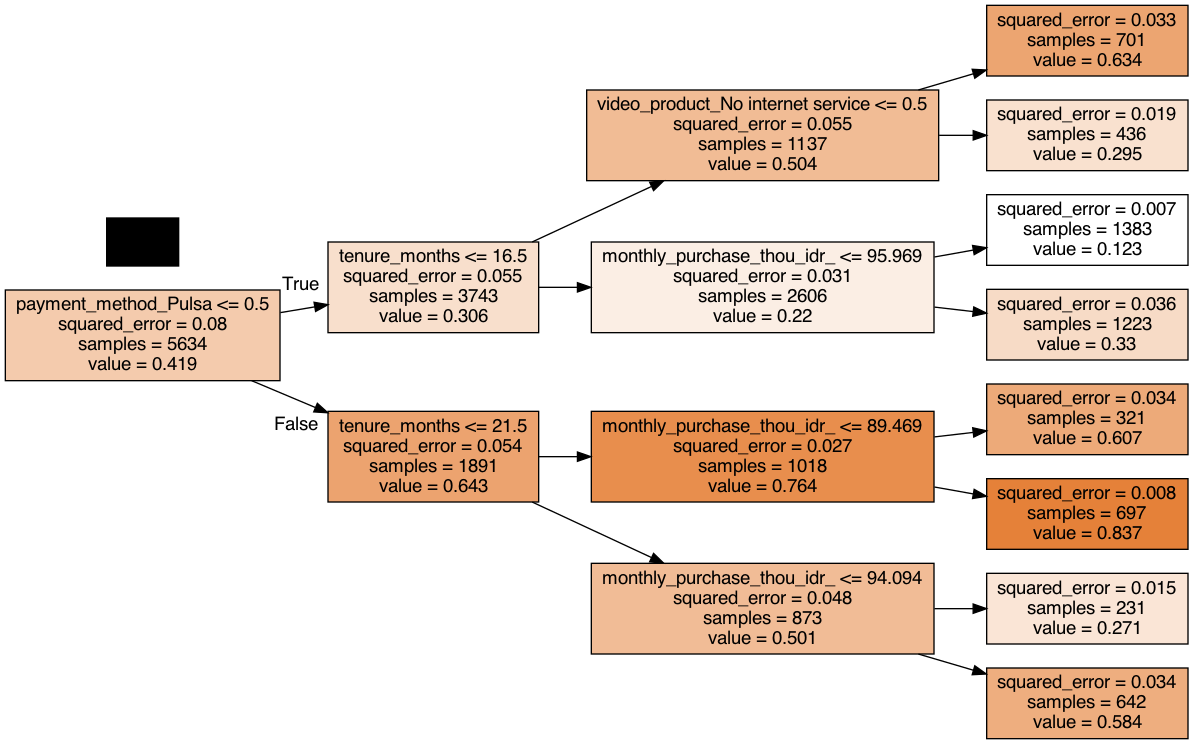 payment_method_Pulsa <= 0.5
squared_error = 0.08
samples = 5634
value = 0.419
True
False
tenure_months <= 16.5
squared_error = 0.055
samples = 3743
value = 0.306
tenure_months <= 21.5
squared_error = 0.054
samples = 1891
value = 0.643
video_product_No internet service <= 0.5
squared_error = 0.055
samples = 1137
value = 0.504
monthly_purchase_thou_idr_ <= 95.969
squared_error = 0.031
samples = 2606
value = 0.22
monthly_purchase_thou_idr_ <= 89.469
squared_error = 0.027
samples = 1018
value = 0.764
monthly_purchase_thou_idr_ <= 94.094
squared_error = 0.048
samples = 873
value = 0.501
squared_error = 0.033
samples = 701
value = 0.634
squared_error = 0.019
samples = 436
value = 0.295
squared_error = 0.007
samples = 1383
value = 0.123
squared_error = 0.036
samples = 1223
value = 0.33
squared_error = 0.034
samples = 321
value = 0.607
squared_error = 0.008
samples = 697
value = 0.837
squared_error = 0.015
samples = 231
value = 0.271
squared_error = 0.034
samples = 642
value = 0.584